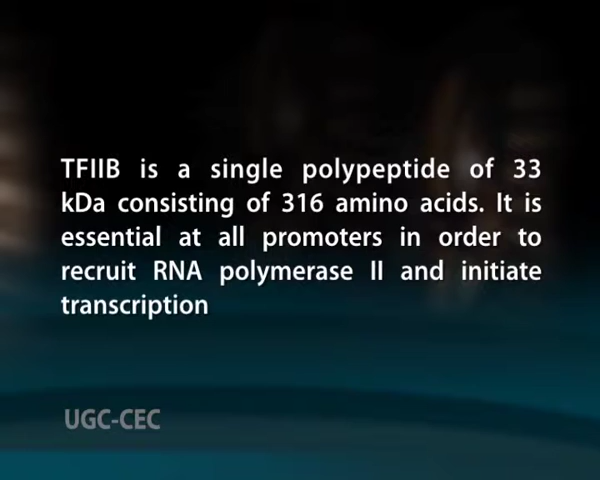 TFIIB is a single polypeptide of 33
kDa consisting of 316 amino acids. It is
essential at all promoters in order to
recruit RNA polymerase II and initiate
transcription
UGC-CEC